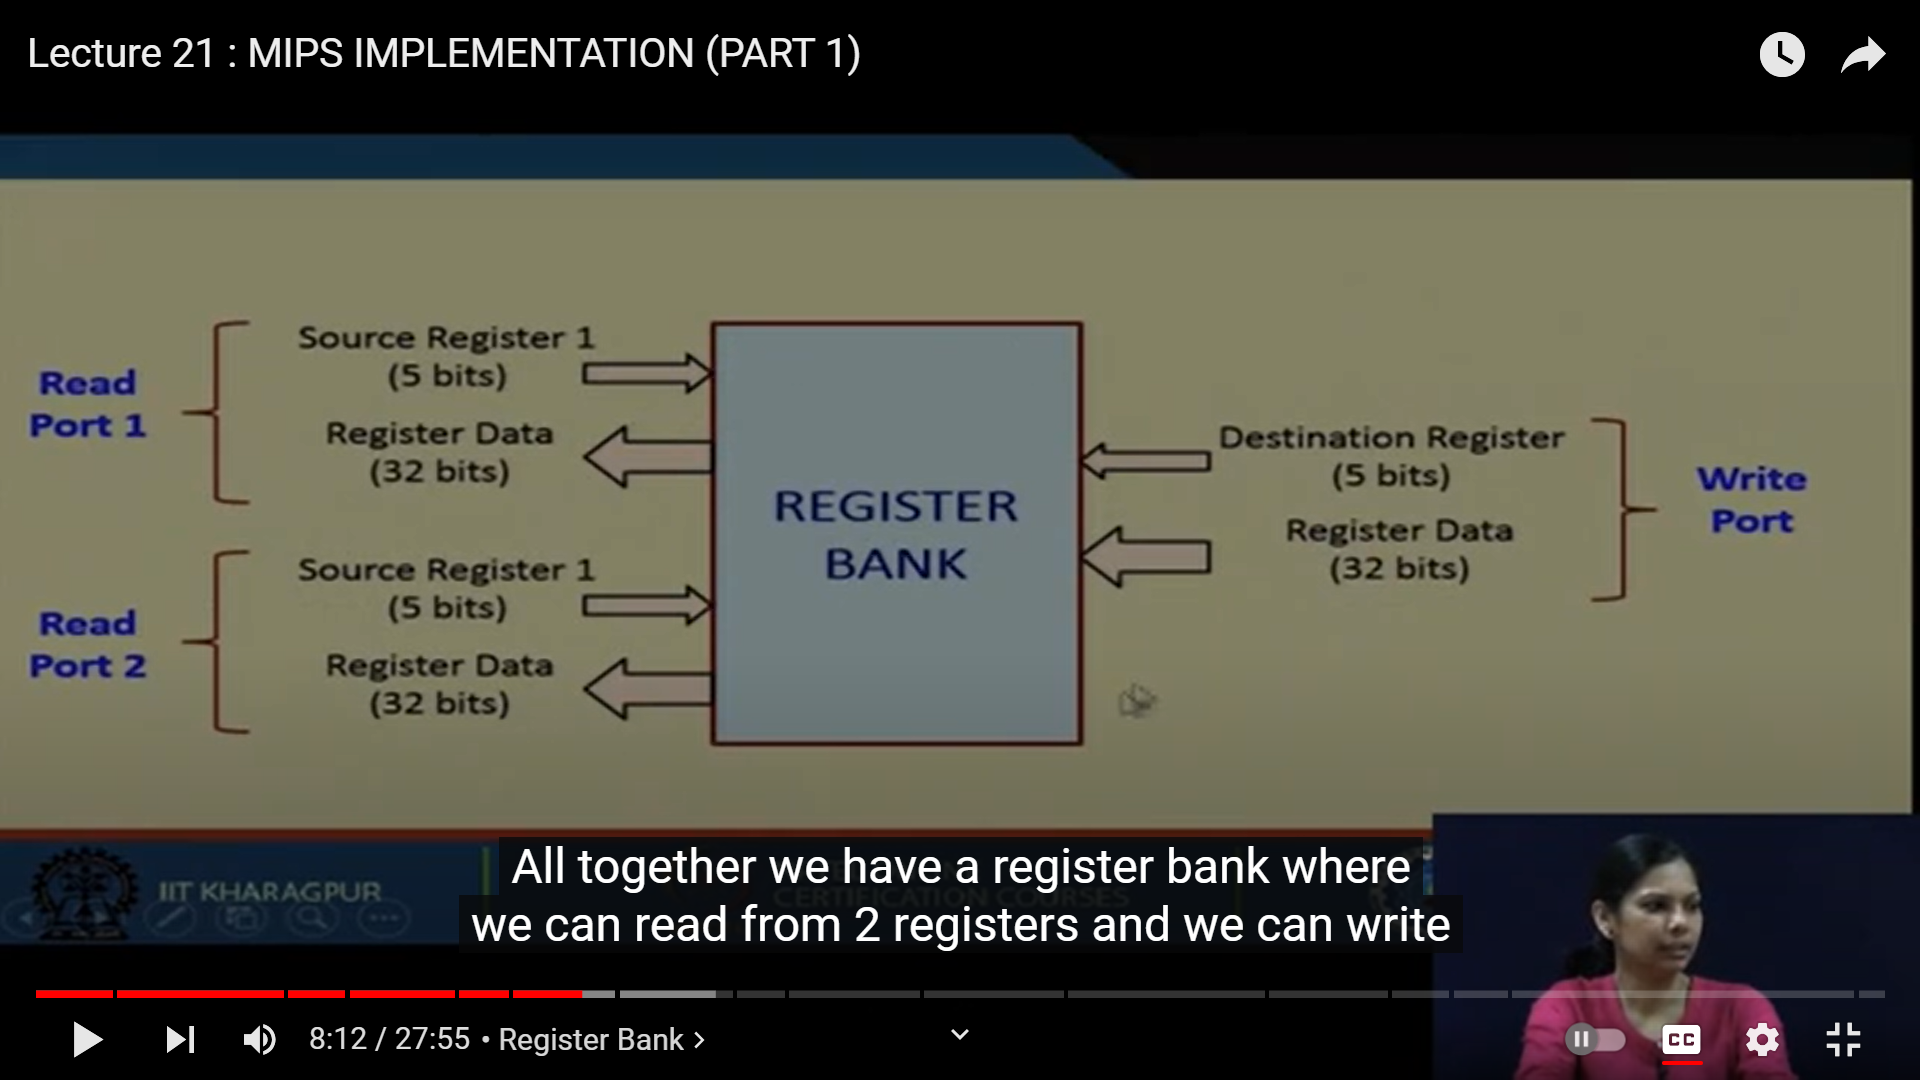 Lecture 21 : MIPS IMPLEMENTATION (PART 1)
Read
Port 1
Source Register 1
(5 bits)
Register Data
(32 bits)
Read
Port 2
Source Register 1
(5 bits)
Register Data
(32 bits)
REGISTER
BANK
Destination Register
(5 bits)
Register Data
(32 bits)
Write
Port
IIT KHARAGPUR
CERTIFICATION COURSES
All together we have a register bank where
we can read from 2 registers and we can write
8:12 / 27:55 • Register Bank >
CC